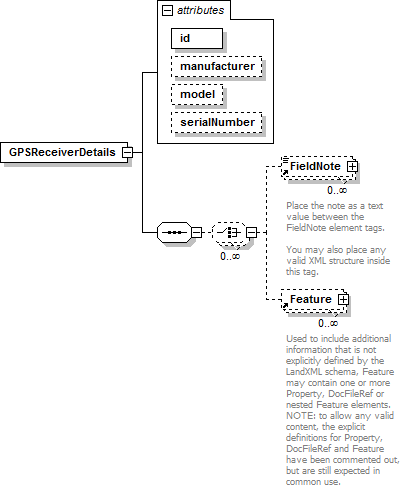 attributes
id
manufacturer
model
serialNumber
GPSReceiverDetails
FieldNote
0..∞
Place the note as a text
value between the
FieldNote element tags.
You may also place any
valid XML structure inside
this tag.
0..∞
Feature
0..∞
Used to include additional
information that is not
explicitly defined by the
LandXML schema, Feature
may contain one or more
Property, DocFileRef or
nested Feature elements.
NOTE: to allow any valid
content, the explicit
definitions for Property,
DocFileRef and Feature
have been commented out,
but are still expected in
common use.